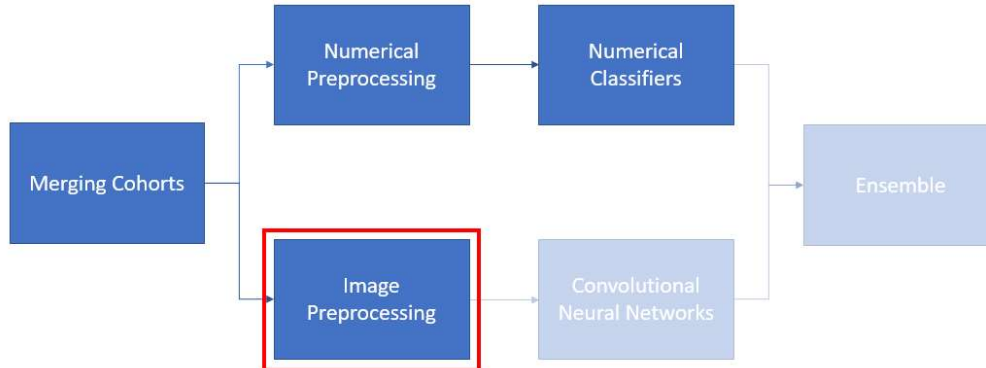 Numerical
Preprocessing
Numerical
Classifiers
Merging Cohorts
Ensemble
Image
Preprocessing
Convolutional
Neural Networks